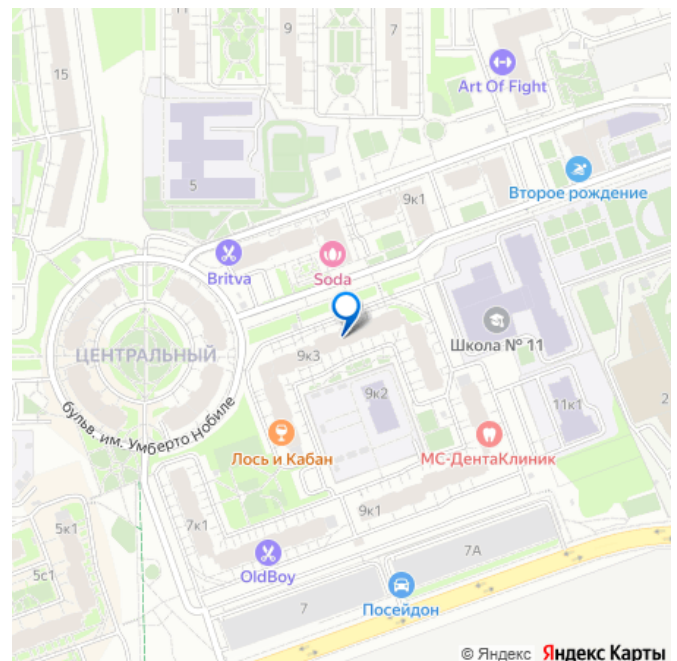 11
9
7
15
Art Of Fight
5
Второе рождение
9к1
Britva
Soda
ЦЕНТРАЛЬНЫЙ
Школа № 11
9к3
9к2
2
11к1
бульв. им. Умберто Нобиле
Лось и Кабан
МС-ДентаКлиник
5к1
7к1
9к1
5с1
OldBoy
7А
7
Посейдон
© Яндекс Яндекс Карты